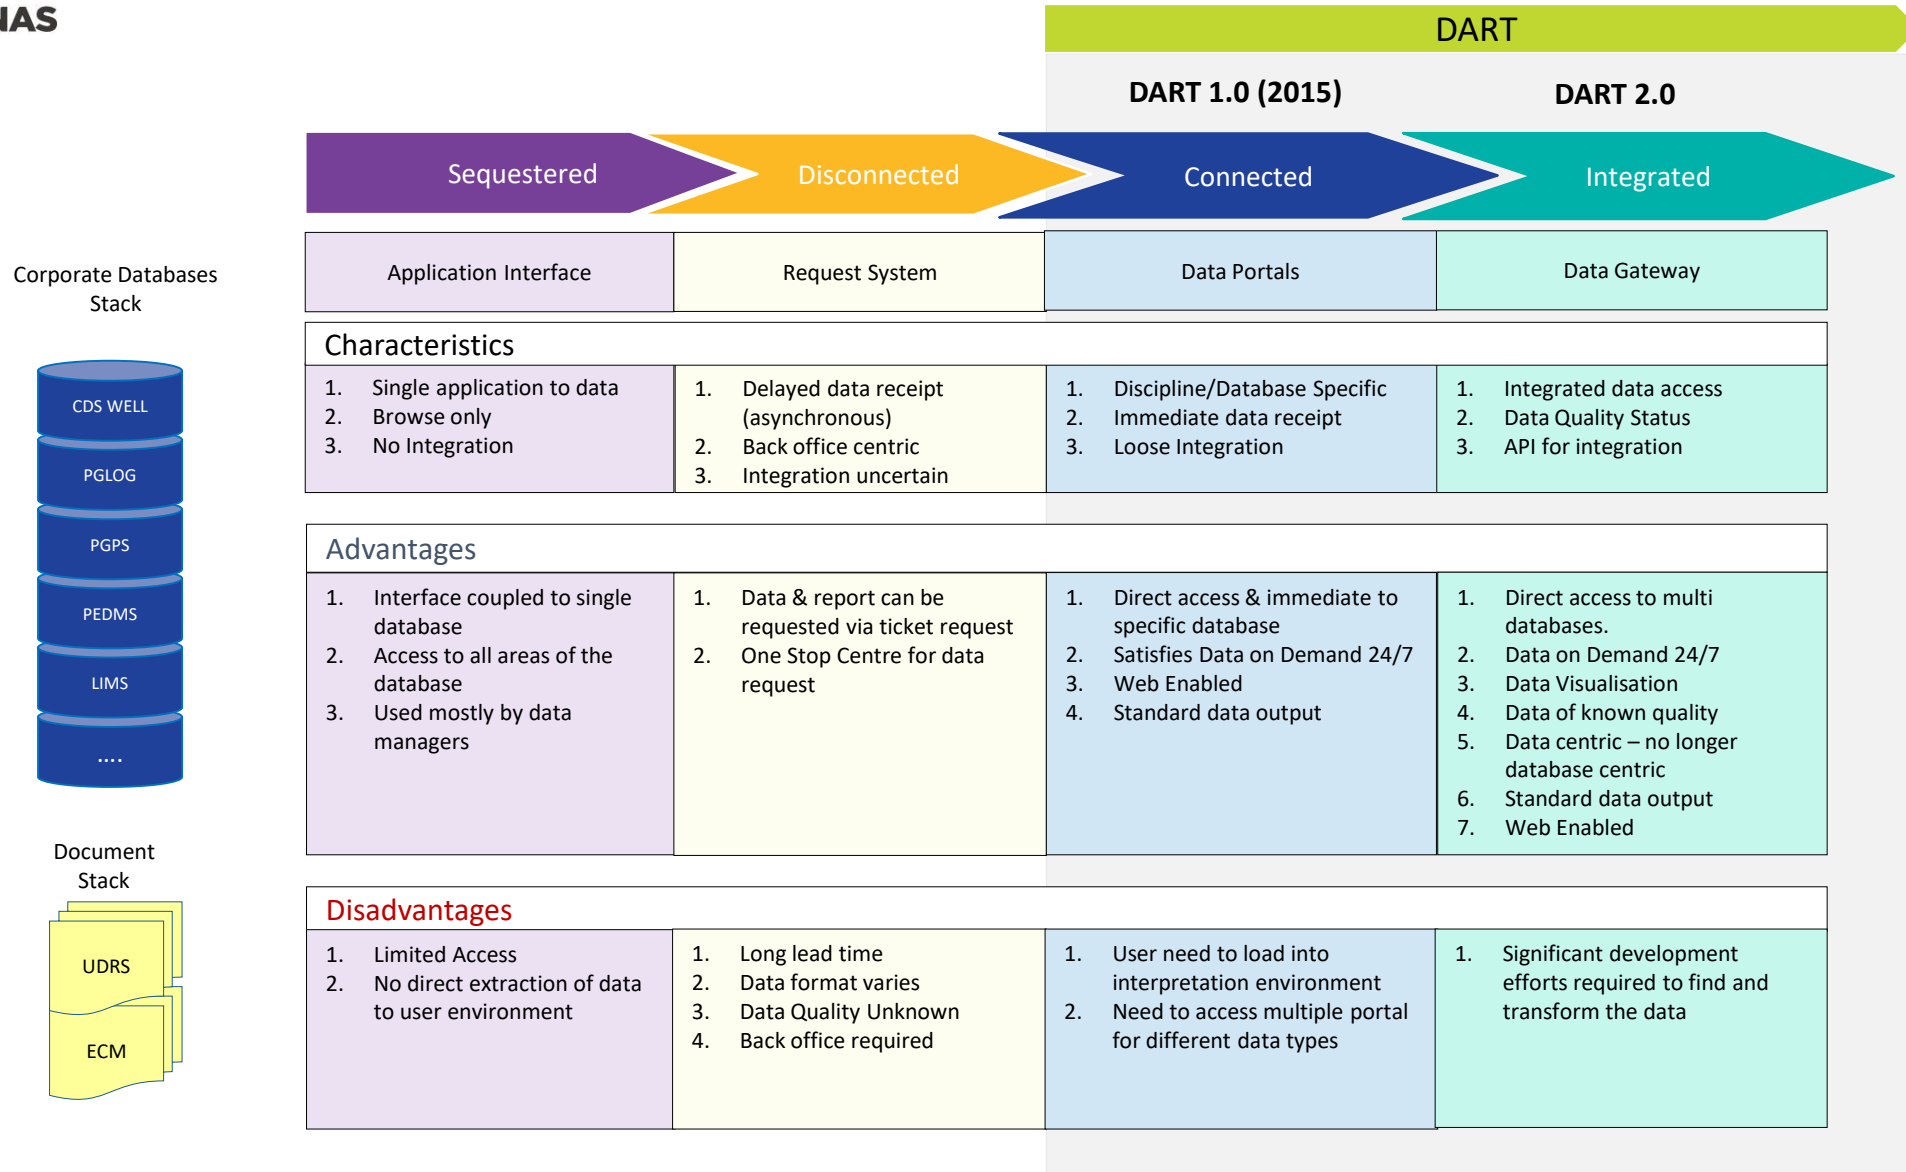 DART
DART 1.0 (2015)
DART 2.0
Sequestered
Disconnected
Connected
Integrated
Corporate Databases
Stack
Application Interface
Request System
Data Portals
Data Gateway
CDS WELL
PGLOG
PGPS
PEDMS
LIMS
....
Document
Stack
UDRS
ECM
Characteristics
1. Single application to data
2. Browse only
3. No Integration
1. Delayed data receipt
(asynchronous)
2. Back office centric
3. Integration uncertain
1. Discipline/Database Specific
2. Immediate data receipt
3. Loose Integration
1. Integrated data access
2. Data Quality Status
3. API for integration
Advantages
1. Interface coupled to single
database
2. Access to all areas of the
database
3. Used mostly by data
managers
1. Data & report can be
requested via ticket request
2. One Stop Centre for data
request
1. Direct access & immediate to
specific database
2. Satisfies Data on Demand 24/7
3. Web Enabled
4. Standard data output
1. Direct access to multi
databases.
2. Data on Demand 24/7
3. Data Visualisation
4. Data of known quality
5. Data centric – no longer
database centric
6. Standard data output
7. Web Enabled
Disadvantages
1. Limited Access
2. No direct extraction of data
to user environment
1. Long lead time
2. Data format varies
3. Data Quality Unknown
4. Back office required
1. User need to load into
interpretation environment
2. Need to access multiple portal
for different data types
1. Significant development
efforts required to find and
transform the data